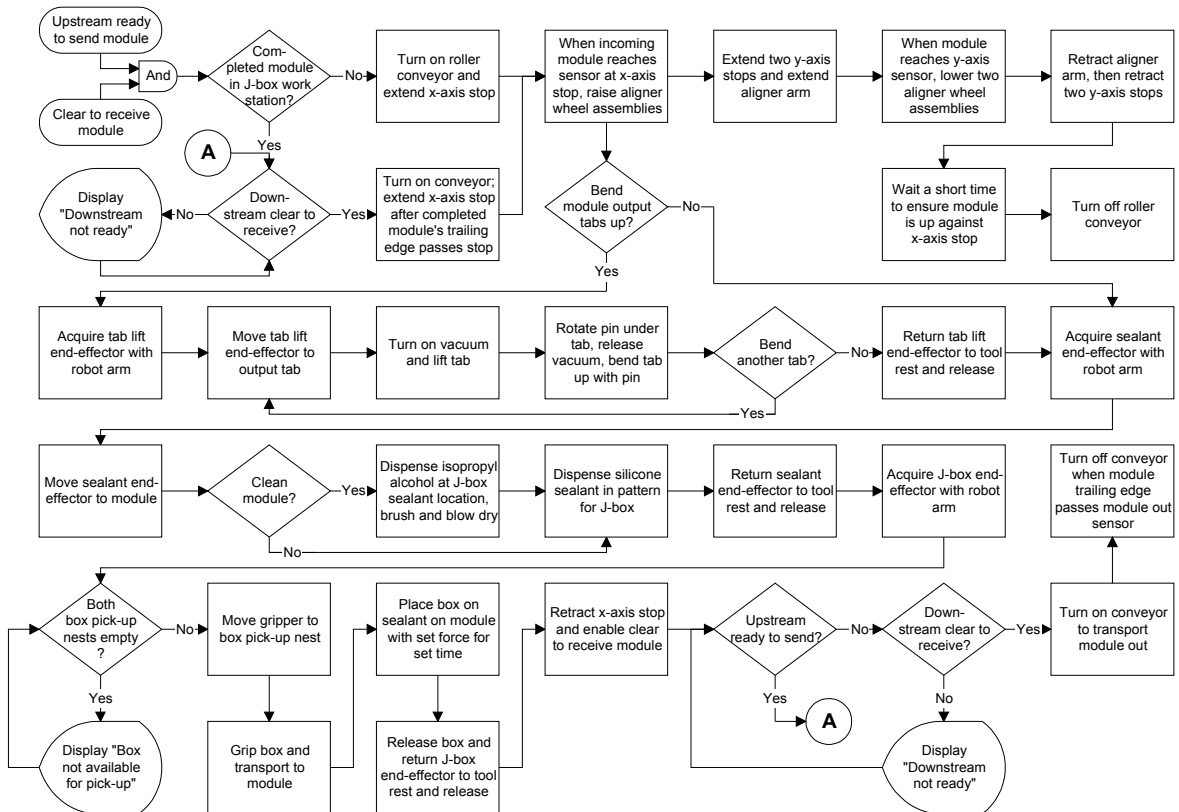 Upstream ready
to send module
And
Clear to receive
module
Com-
pleted module
in J-box work
station?
No
Yes
Turn on roller
conveyor and
extend x-axis stop
When incoming
module reaches
sensor at x-axis
stop, raise aligner
wheel assemblies
Extend two y-axis
stops and extend
aligner arm
When module
reaches y-axis
sensor, lower two
aligner wheel
assemblies
Retract aligner
arm, then retract
two y-axis stops
A
Display
"Downstream
not ready"
No
Down-
stream clear to
receive?
Yes
Turn on conveyor;
extend x-axis stop
after completed
module's trailing
edge passes stop
Bend
module output
tabs up?
No
Yes
Wait a short time
to ensure module
is up against
x-axis stop
Turn off roller
conveyor
Acquire tab lift
end-effector with
robot arm
Move tab lift
end-effector to
output tab
Turn on vacuum
and lift tab
Rotate pin under
tab, release
vacuum, bend tab
up with pin
Bend
another tab?
No
Yes
Return tab lift
end-effector to tool
rest and release
Acquire sealant
end-effector with
robot arm
Move sealant end-
effector to module
Clean
module?
Yes
No
Dispense isopropyl
alcohol at J-box
sealant location,
brush and blow dry
Dispense silicone
sealant in pattern
for J-box
Return sealant
end-effector to tool
rest and release
Acquire J-box end-
effector with robot
arm
Turn off conveyor
when module
trailing edge
passes module out
sensor
Both
box pick-up
nests empty
?
No
Yes
Move gripper to
box pick-up nest
Place box on
sealant on module
with set force for
set time
Retract x-axis stop
and enable clear
to receive module
Upstream
ready to send?
No
Yes
Down-
stream clear to
receive?
Yes
No
Turn on conveyor
to transport
module out
Display "Box
not available
for pick-up"
Grip box and
transport to
module
Release box and
return J-box
end-effector to tool
rest and release
A
Display
"Downstream
not ready"